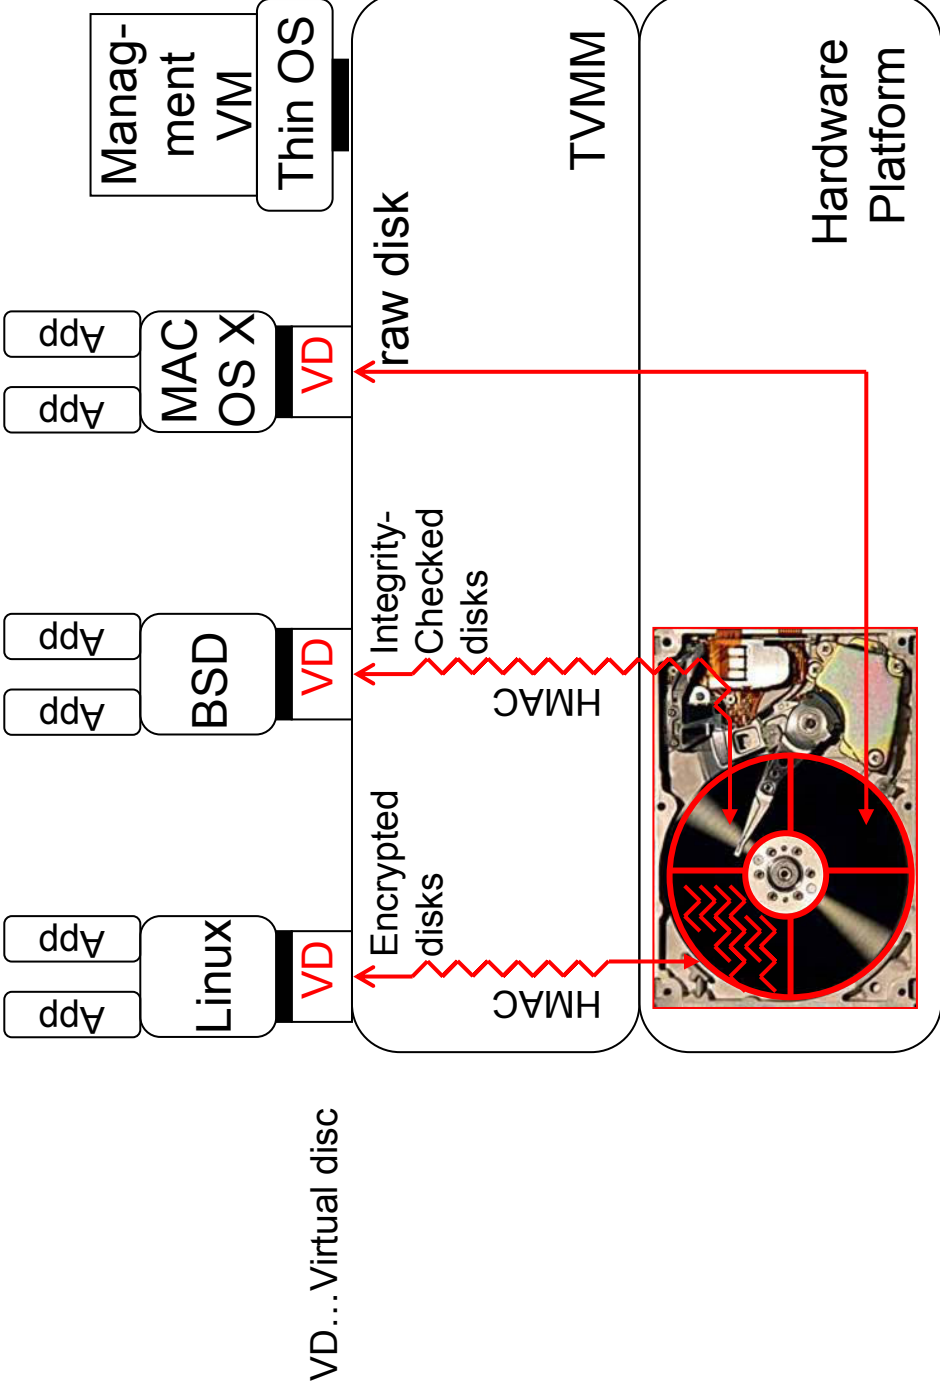 App
App
App
App
App
App
Manag-
ment
VM
Linux
BSD
MAC
OS X
Thin OS
VD
VD
VD
VD…Virtual disc
Encrypted
disks
Integrity-
Checked
disks
raw disk
HMAC
HMAC
TVMM
Hardware
Platform